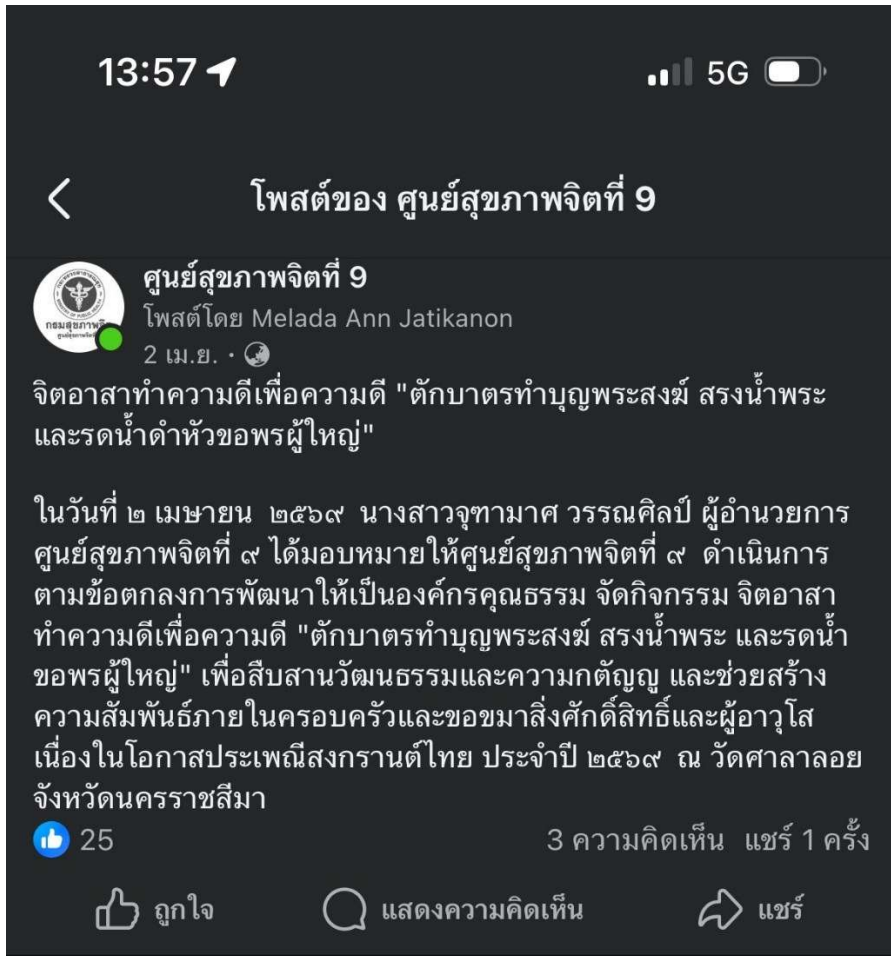 13:57
5G
โพสต์ของ ศูนย์สุขภาพจิตที่ 9
ศูนย์สุขภาพจิตที่ 9
โพสต์โดย Melada Ann Jatikanon
2 เม.ย. ·
จิตอาสาทำความดีเพื่อความดี "ตักบาตรทำบุญพระสงฆ์ สรงน้ำพระ
และรดน้ำดำหัวขอพรผู้ใหญ่"
ในวันที่ ๒ เมษายน ๒๕๖๙ นางสาวจุฑามาศ วรรณศิลป์ ผู้อำนวยการ
ศูนย์สุขภาพจิตที่ ๙ ได้มอบหมายให้ศูนย์สุขภาพจิตที่ ๙ ดำเนินการ
ตามข้อตกลงการพัฒนาให้เป็นองค์กรคุณธรรม จัดกิจกรรม จิตอาสา
ทำความดีเพื่อความดี "ตักบาตรทำบุญพระสงฆ์ สรงน้ำพระ และรดน้ำ
ขอพรผู้ใหญ่" เพื่อสืบสานวัฒนธรรมและความกตัญญู และช่วยสร้าง
ความสัมพันธ์ภายในครอบครัวและขอขมาสิ่งศักดิ์สิทธิ์และผู้อาวุโส
เนื่องในโอกาสประเพณีสงกรานต์ไทย ประจำปี ๒๕๖๙ ณ วัดศาลาลอย
จังหวัดนครราชสีมา
25
3 ความคิดเห็น แชร์ 1 ครั้ง
ถูกใจ แสดงความคิดเห็น แชร์